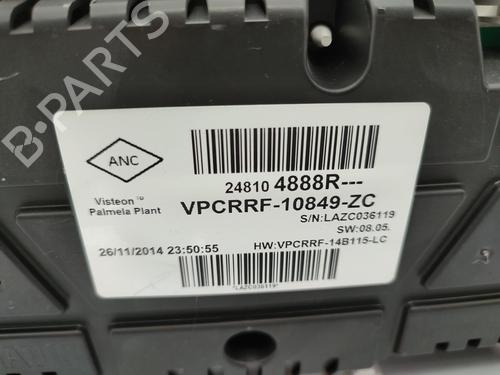 B-PARTS
ANC
Visteon
Palmela Plant
24810 4888R---
VPCRRF-10849-ZC
S/N:LAZC036119
SW:08.05.
26/11/2014 23:50:55
HW:VPCRRF-14B115-LC
*LAZC036119*